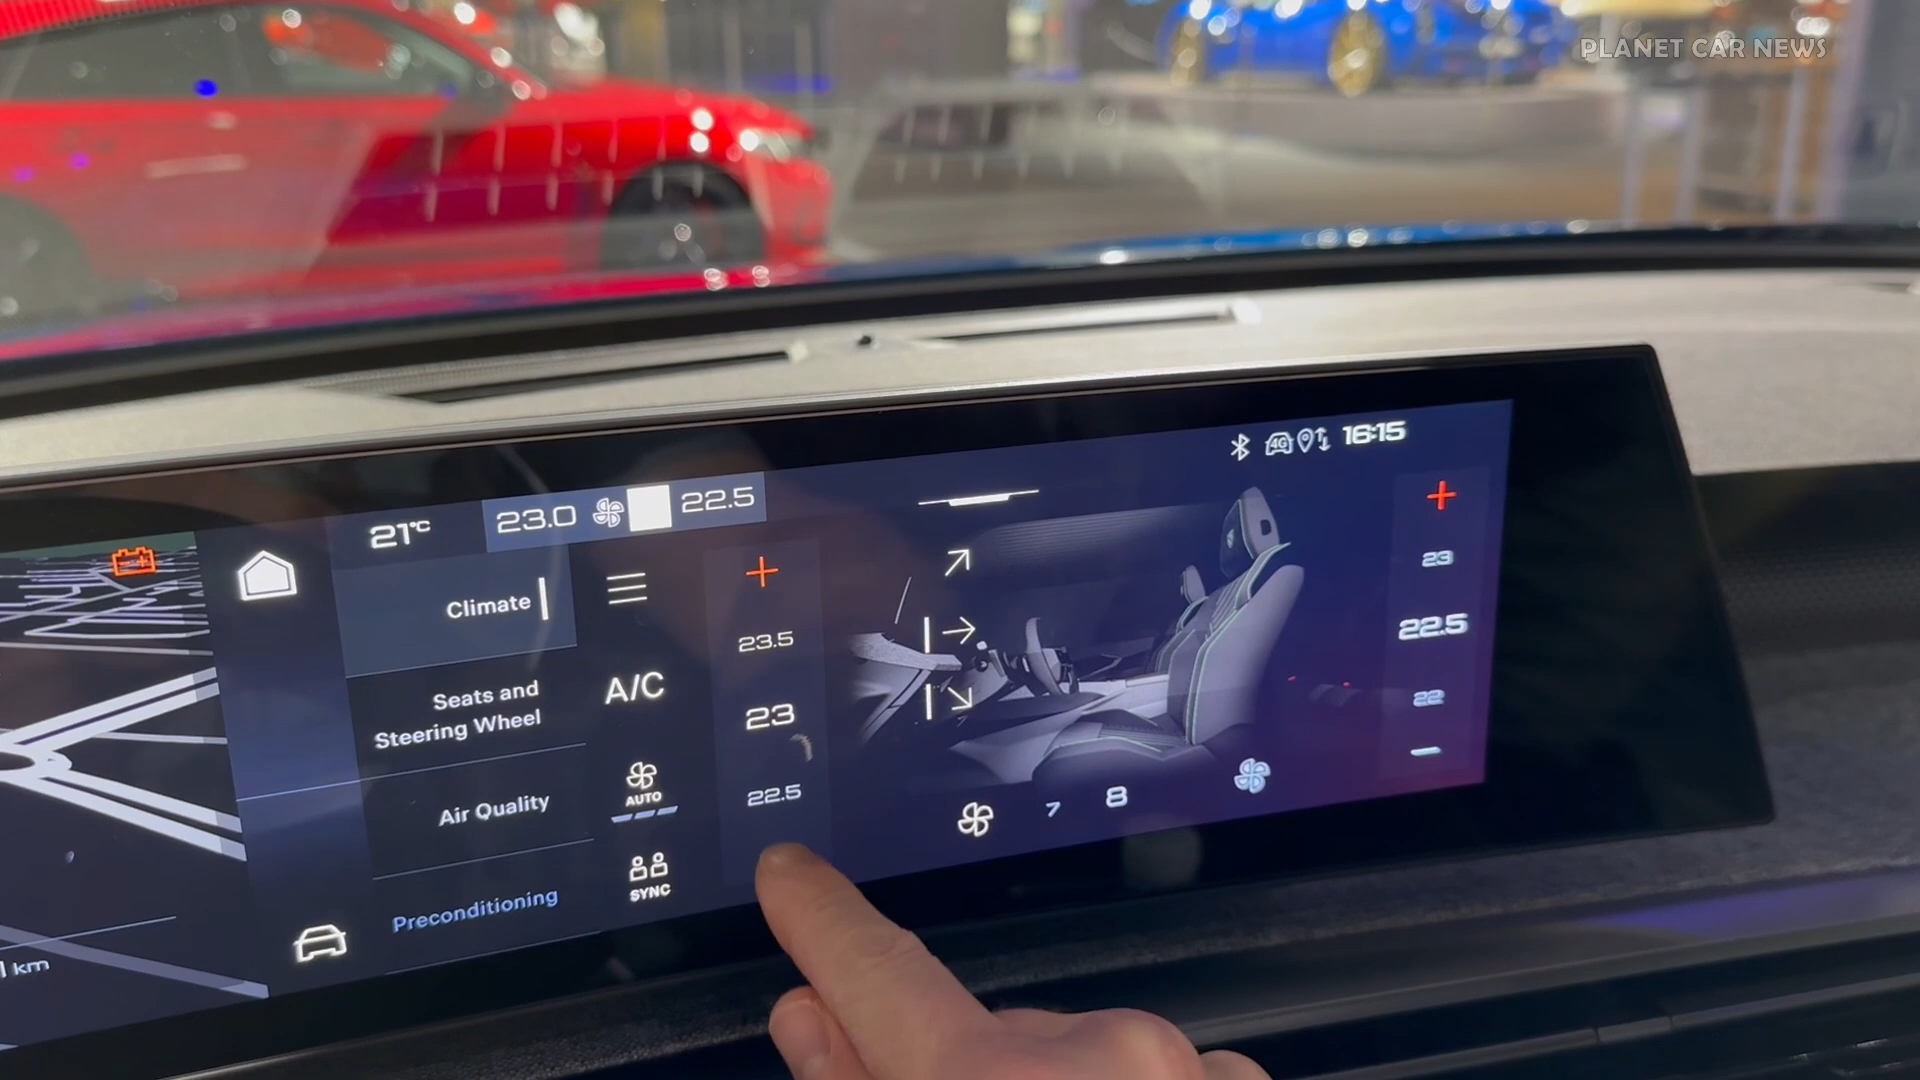 PLANET CAR NEWS
4G
16:15
21°C
23.0
22.5
Climate
Seats and
Steering Wheel
Air Quality
Preconditioning
A/C
AUTO
SYNC
23.5
23
22.5
7
8
23
22.5
22
km